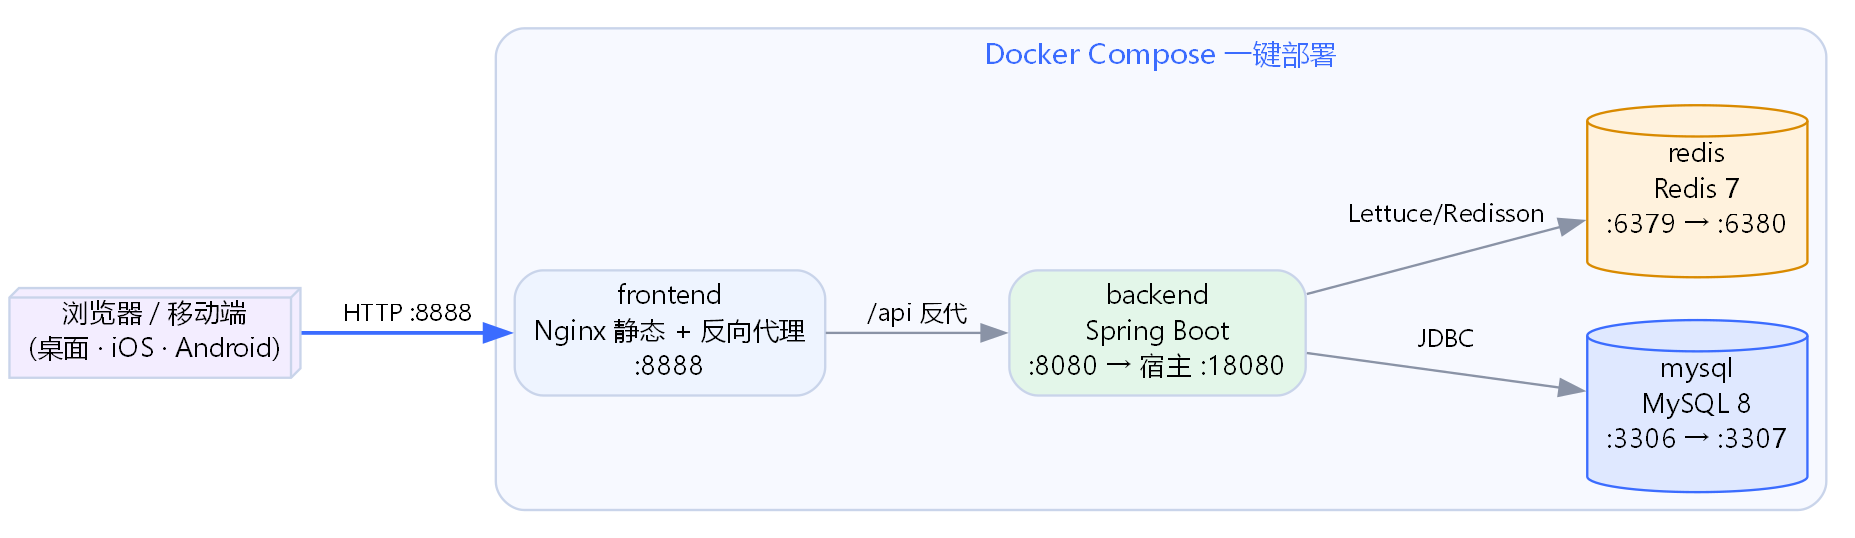 Docker Compose 一键部署
浏览器 / 移动端
(桌面 · iOS · Android)
HTTP :8888
frontend
Nginx 静态 + 反向代理
:8888
/api 反代
backend
Spring Boot
:8080 → 宿主 :18080
Lettuce/Redisson
redis
Redis 7
:6379 → :6380
JDBC
mysql
MySQL 8
:3306 → :3307